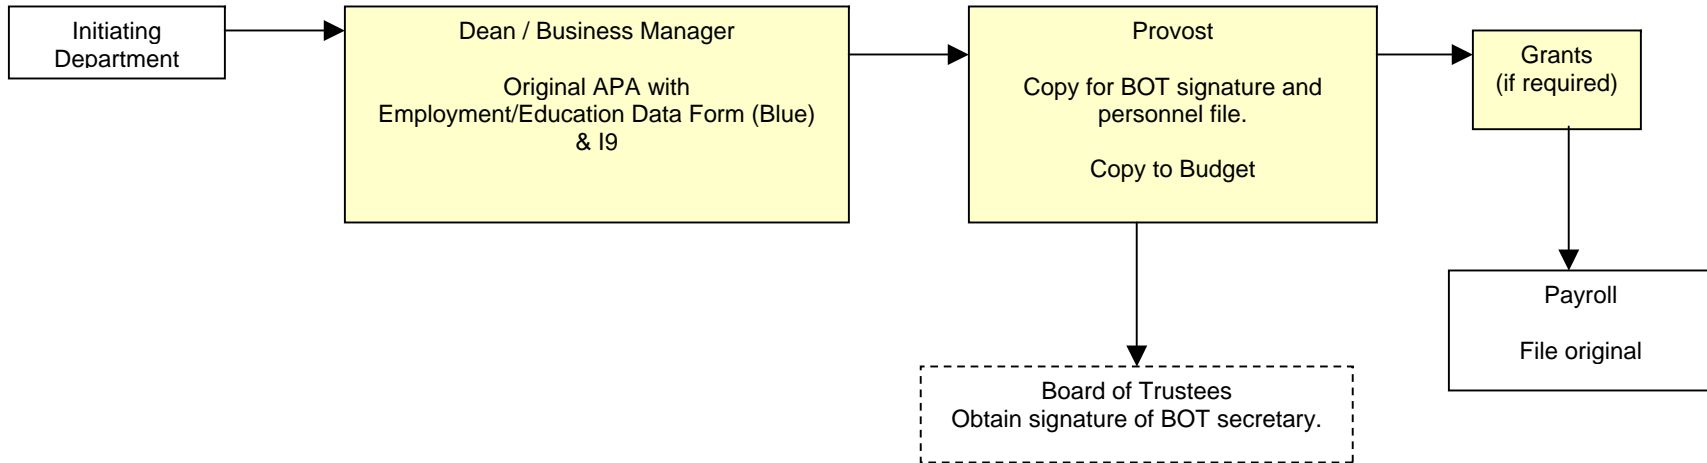 Initiating
Department
Dean / Business Manager
Original APA with
Employment/Education Data Form (Blue)
& I9
Provost
Copy for BOT signature and
personnel file.
Copy to Budget
Grants
(if required)
Payroll
File original
Board of Trustees
Obtain signature of BOT secretary.